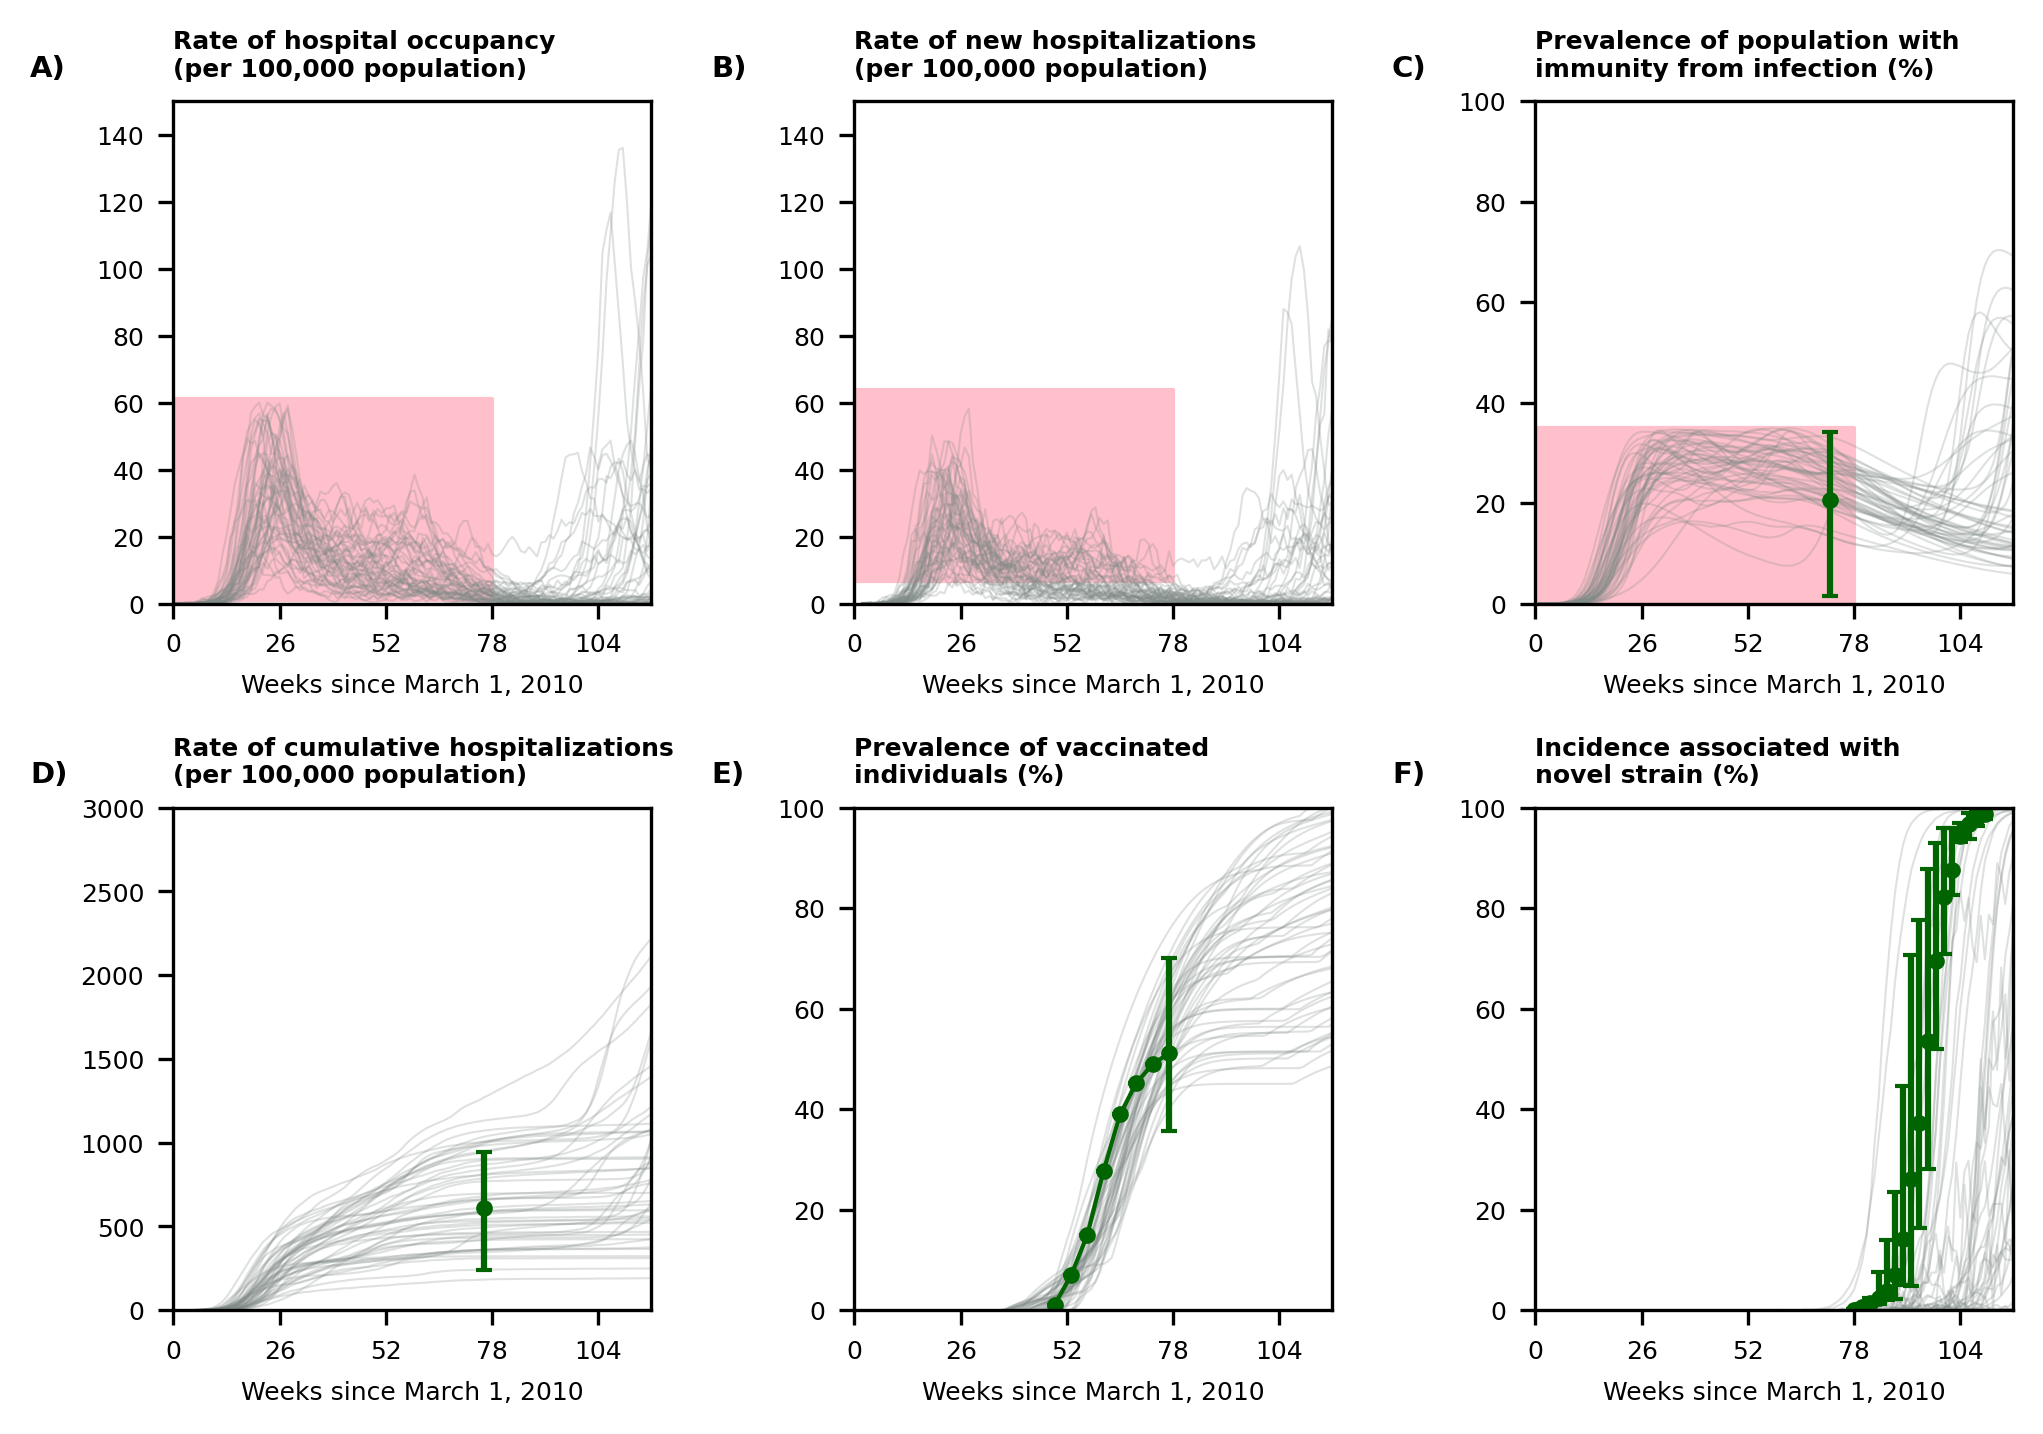 A)
Rate of hospital occupancy
(per 100,000 population)
140
120
100
80
60
40
20
0
0 26 52 78 104
Weeks since March 1, 2010
B)
Rate of new hospitalizations
(per 100,000 population)
140
120
100
80
60
40
20
0
0 26 52 78 104
Weeks since March 1, 2010
C)
Prevalence of population with
immunity from infection (%)
100
80
60
40
20
0
0 26 52 78 104
Weeks since March 1, 2010
D)
Rate of cumulative hospitalizations
(per 100,000 population)
3000
2500
2000
1500
1000
500
0
0 26 52 78 104
Weeks since March 1, 2010
E)
Prevalence of vaccinated
individuals (%)
100
80
60
40
20
0
0 26 52 78 104
Weeks since March 1, 2010
F)
Incidence associated with
novel strain (%)
100
80
60
40
20
0
0 26 52 78 104
Weeks since March 1, 2010